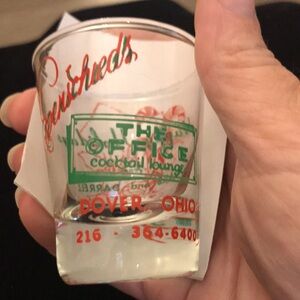 THE
OFFICE
cocktail lounge
DOVER - OHIO
216 - 364-6400